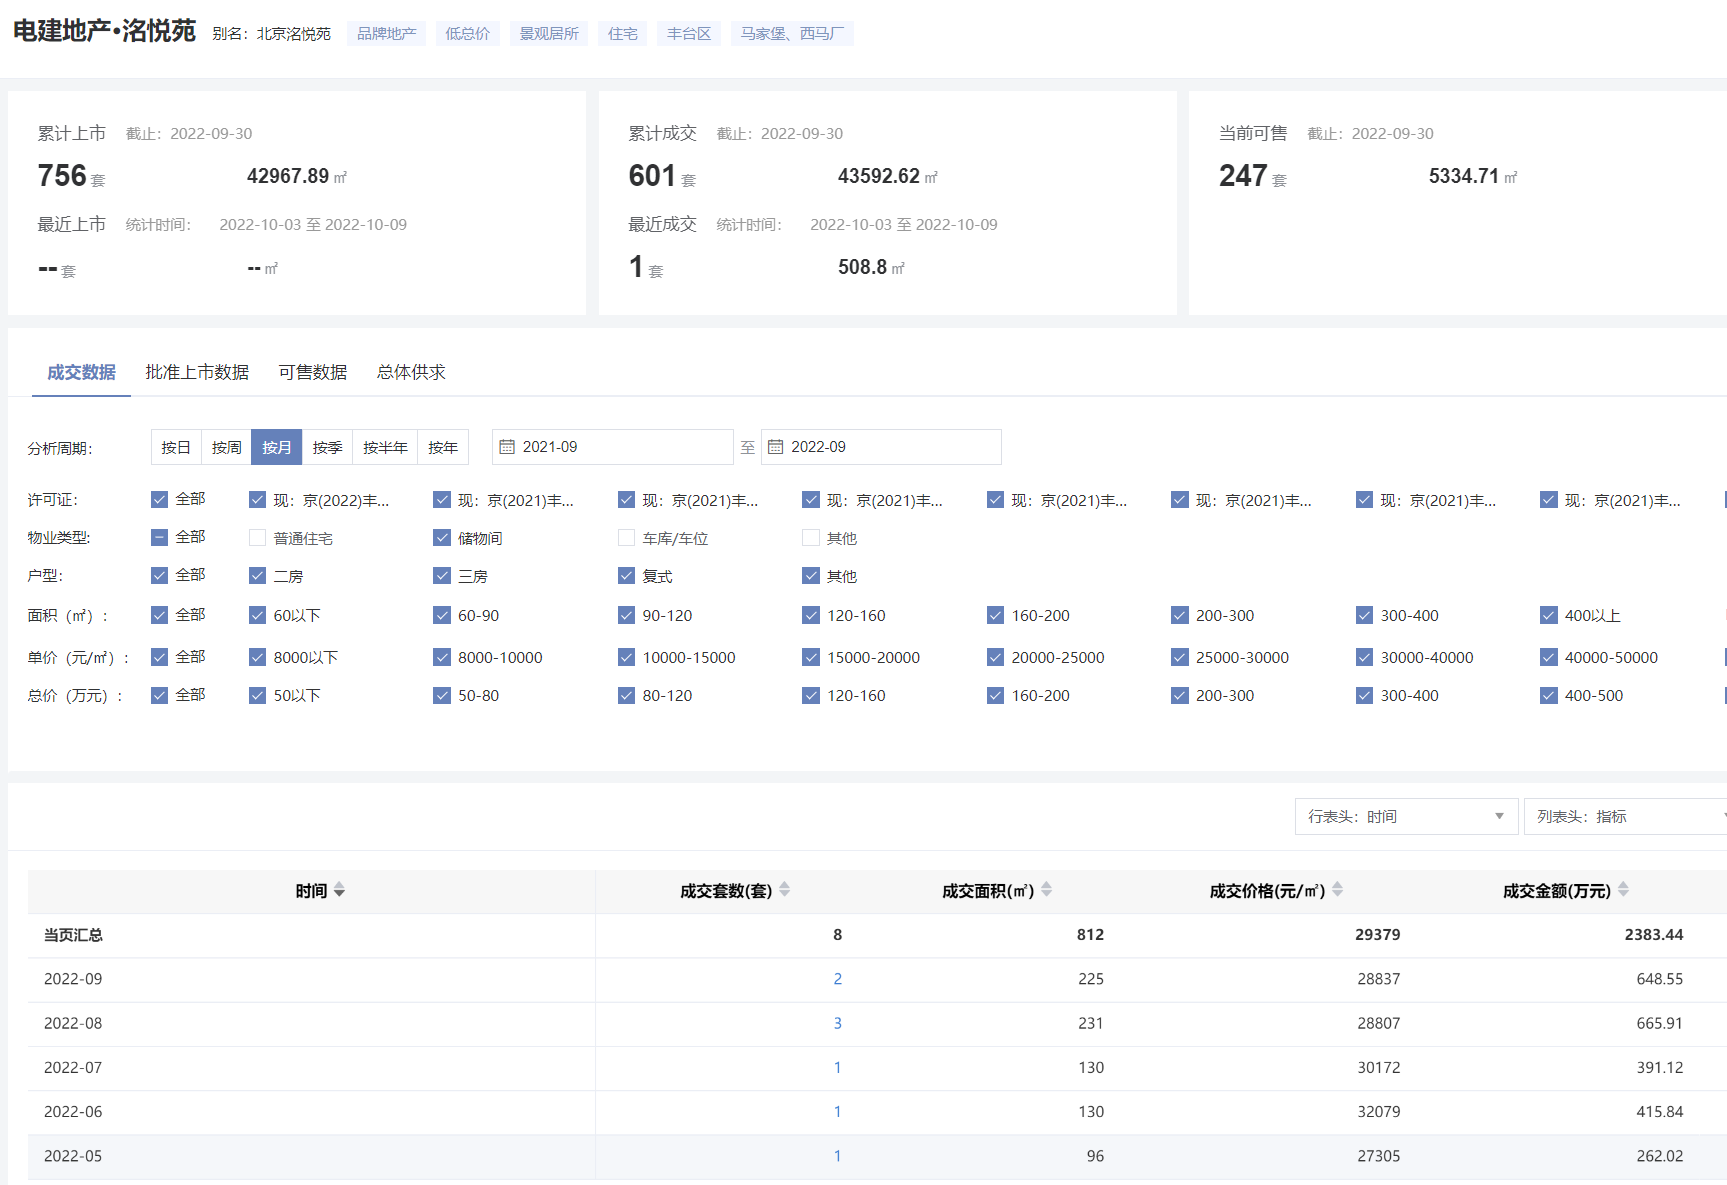 电建地产•洺悦苑 别名：北京洺悦苑 品牌地产 低总价 景观居所 住宅 丰台区 马家堡、西马厂
累计上市 截止：2022-09-30
756 套 42967.89 ㎡
最近上市 统计时间： 2022-10-03 至 2022-10-09
-- 套 -- ㎡
累计成交 截止：2022-09-30
601 套 43592.62 ㎡
最近成交 统计时间： 2022-10-03 至 2022-10-09
1 套 508.8 ㎡
当前可售 截止：2022-09-30
247 套 5334.71 ㎡
成交数据 批准上市数据 可售数据 总体供求
分析周期： 按日 按周 按月 按季 按半年 按年 2021-09 至 2022-09
许可证： 全部 现：京(2022)丰... 现：京(2021)丰... 现：京(2021)丰... 现：京(2021)丰... 现：京(2021)丰... 现：京(2021)丰... 现：京(2021)丰... 现：京(2021)丰...
物业类型： 全部 普通住宅 储物间 车库/车位 其他
户型： 全部 二房 三房 复式 其他
面积（㎡）： 全部 60以下 60-90 90-120 120-160 160-200 200-300 300-400 400以上
单价（元/㎡）： 全部 8000以下 8000-10000 10000-15000 15000-20000 20000-25000 25000-30000 30000-40000 40000-50000
总价（万元）： 全部 50以下 50-80 80-120 120-160 160-200 200-300 300-400 400-500
行表头：时间 列表头：指标
时间 成交套数(套) 成交面积(㎡) 成交价格(元/㎡) 成交金额(万元)
当页汇总 8 812 29379 2383.44
2022-09 2 225 28837 648.55
2022-08 3 231 28807 665.91
2022-07 1 130 30172 391.12
2022-06 1 130 32079 415.84
2022-05 1 96 27305 262.02